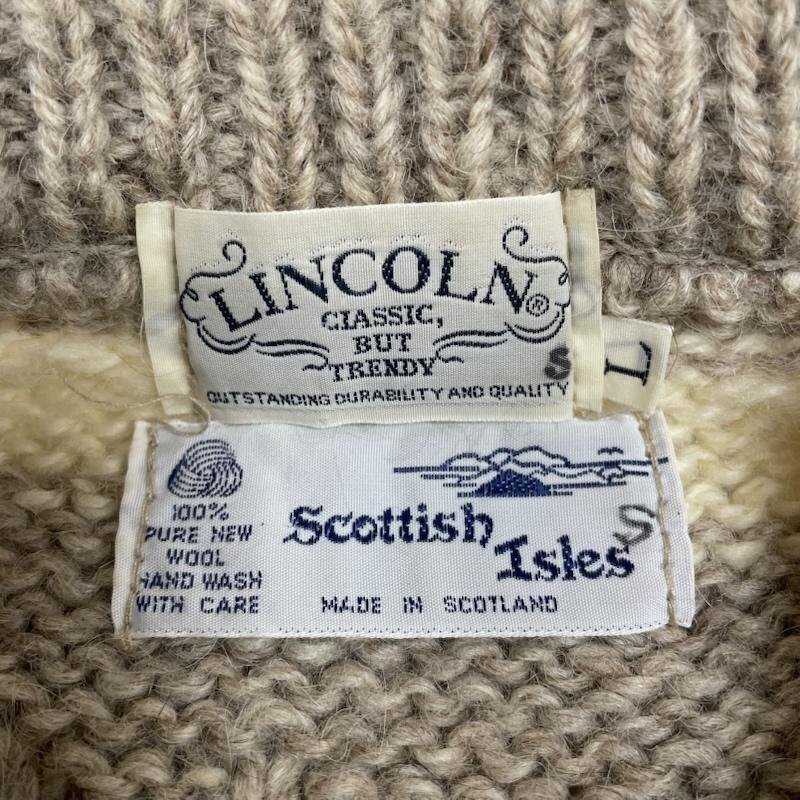 LINCOLN®
CLASSIC,
BUT
TRENDY
S
OUTSTANDING DURABILITY AND QUALITY
L
100%
PURE NEW
WOOL
HAND WASH
WITH CARE
Scottish
Isles
S
MADE IN SCOTLAND